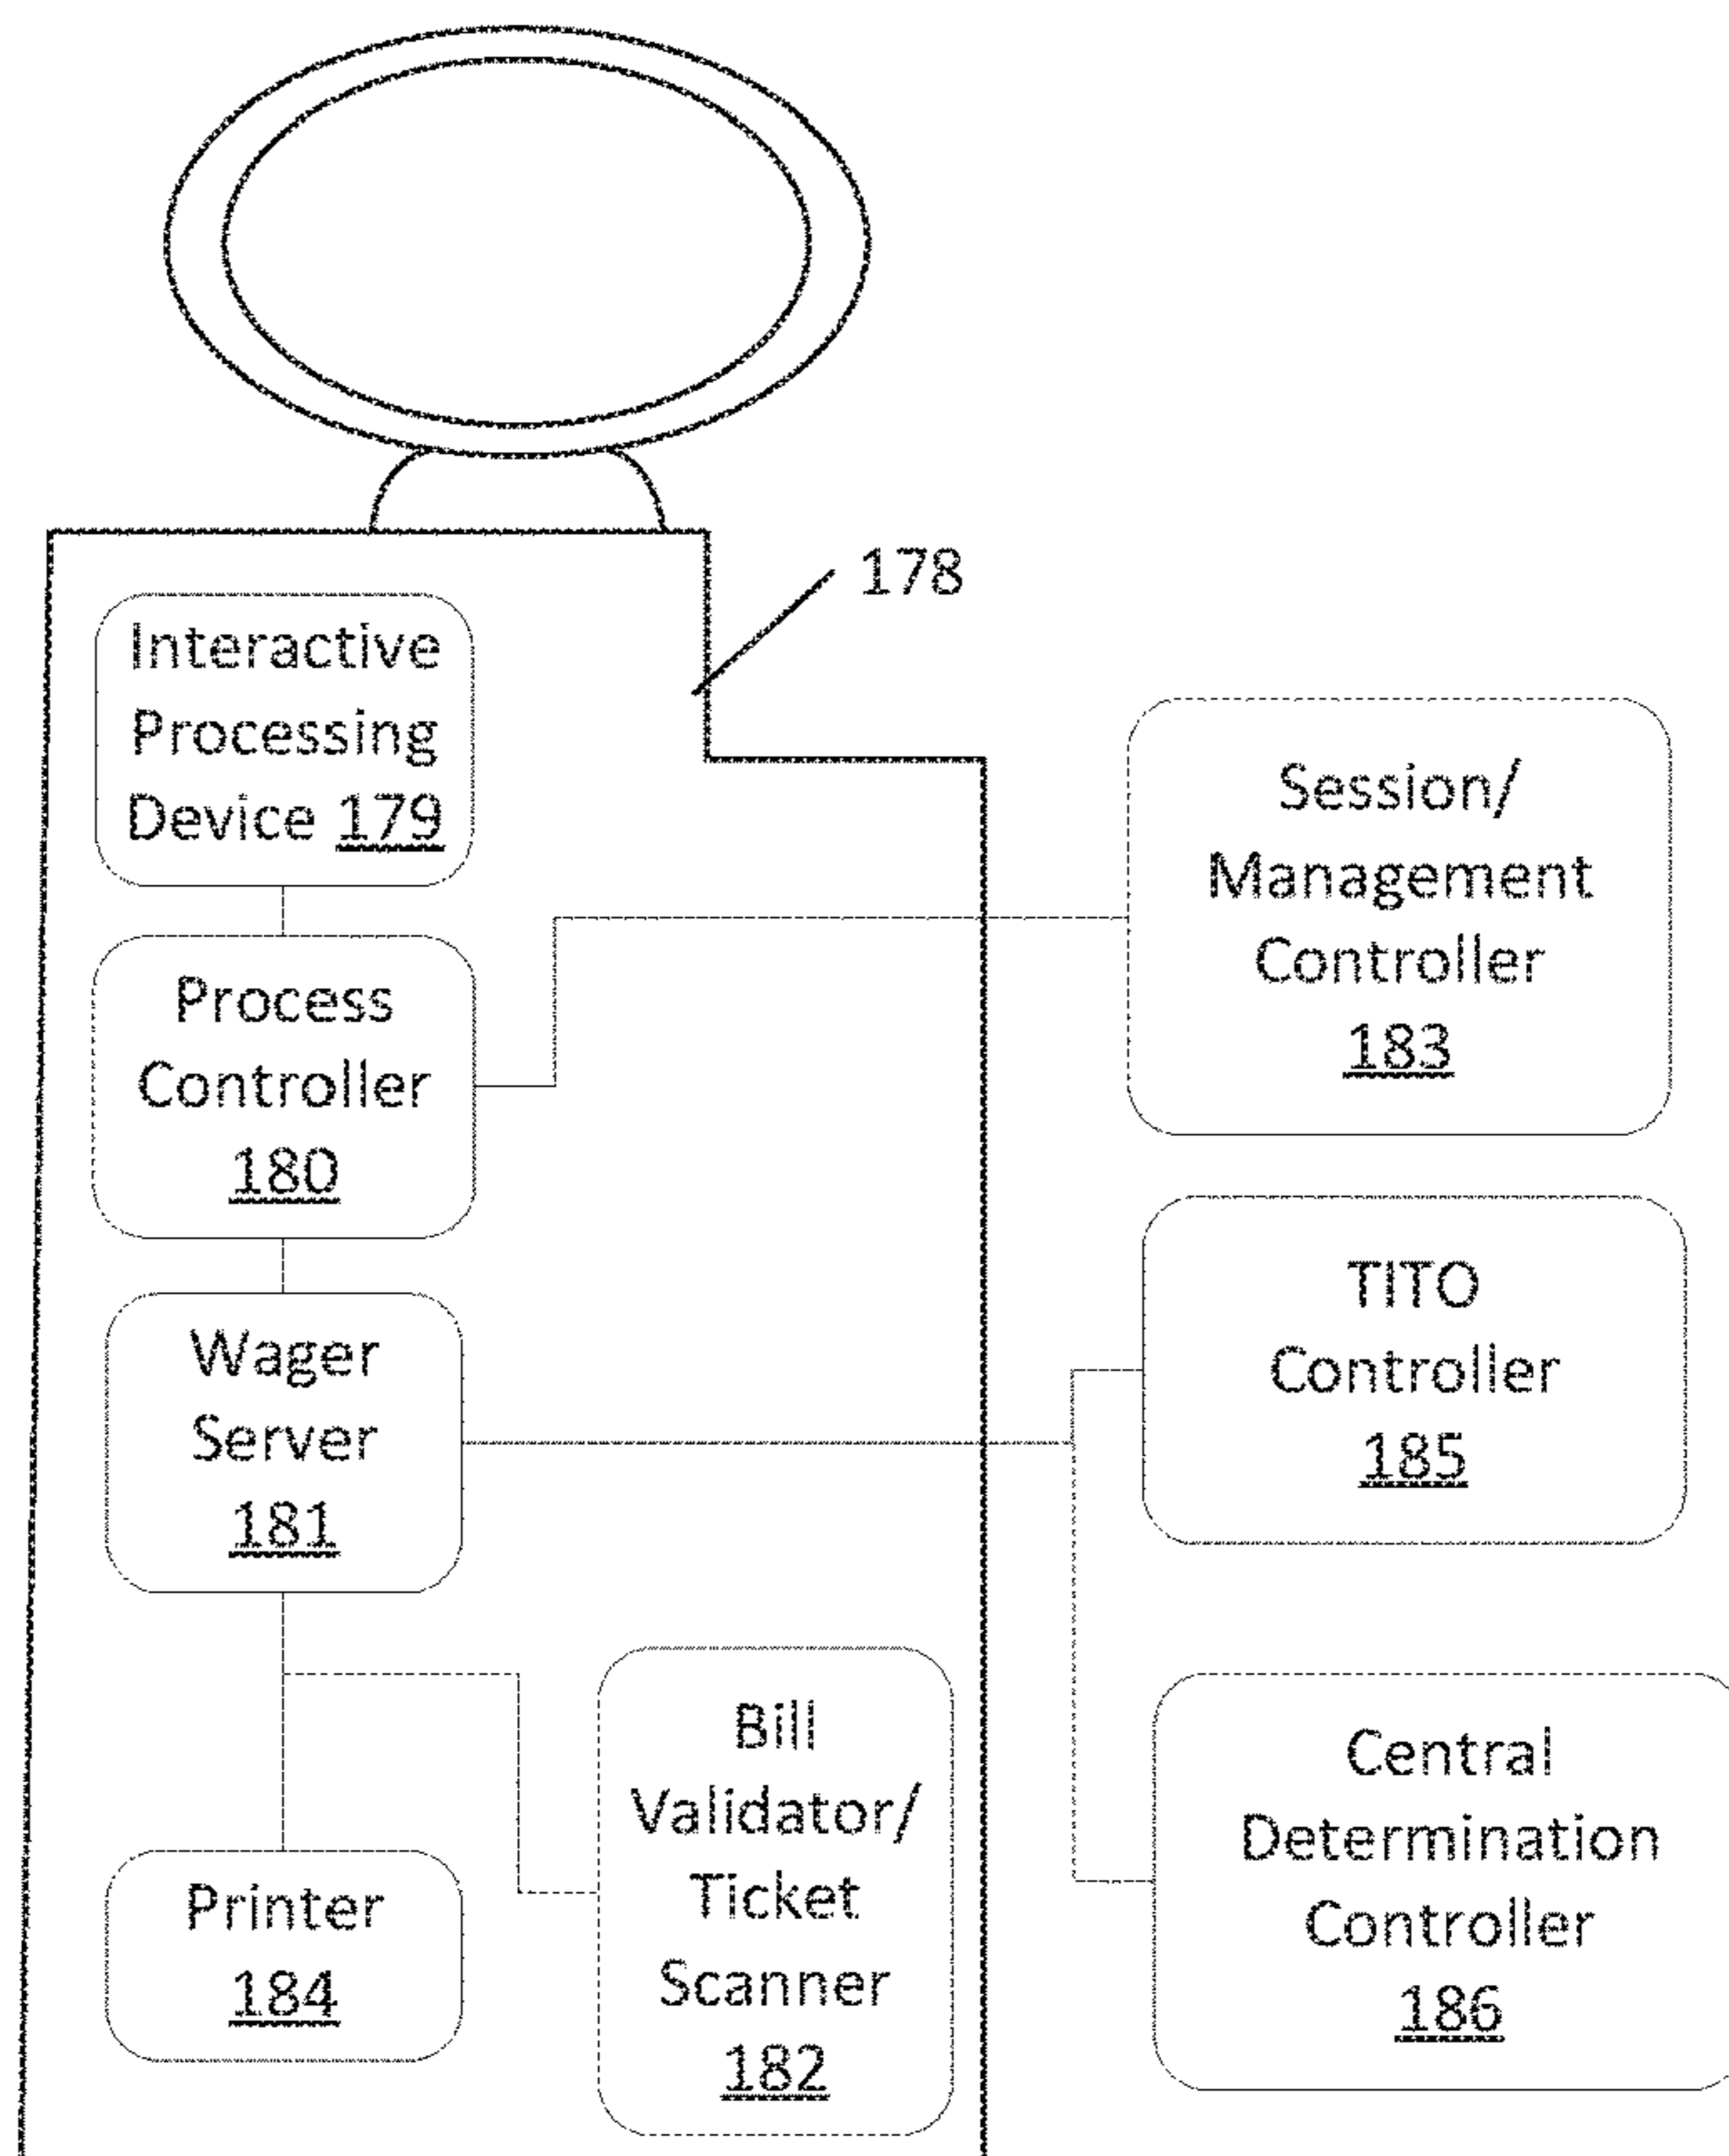 178
Interactive
Processing
Device 179
Process
Controller
180
Wager
Server
181
Printer
184
Bill
Validator/
Ticket
Scanner
182
Session/
Management
Controller
183
TITO
Controller
185
Central
Determination
Controller
186